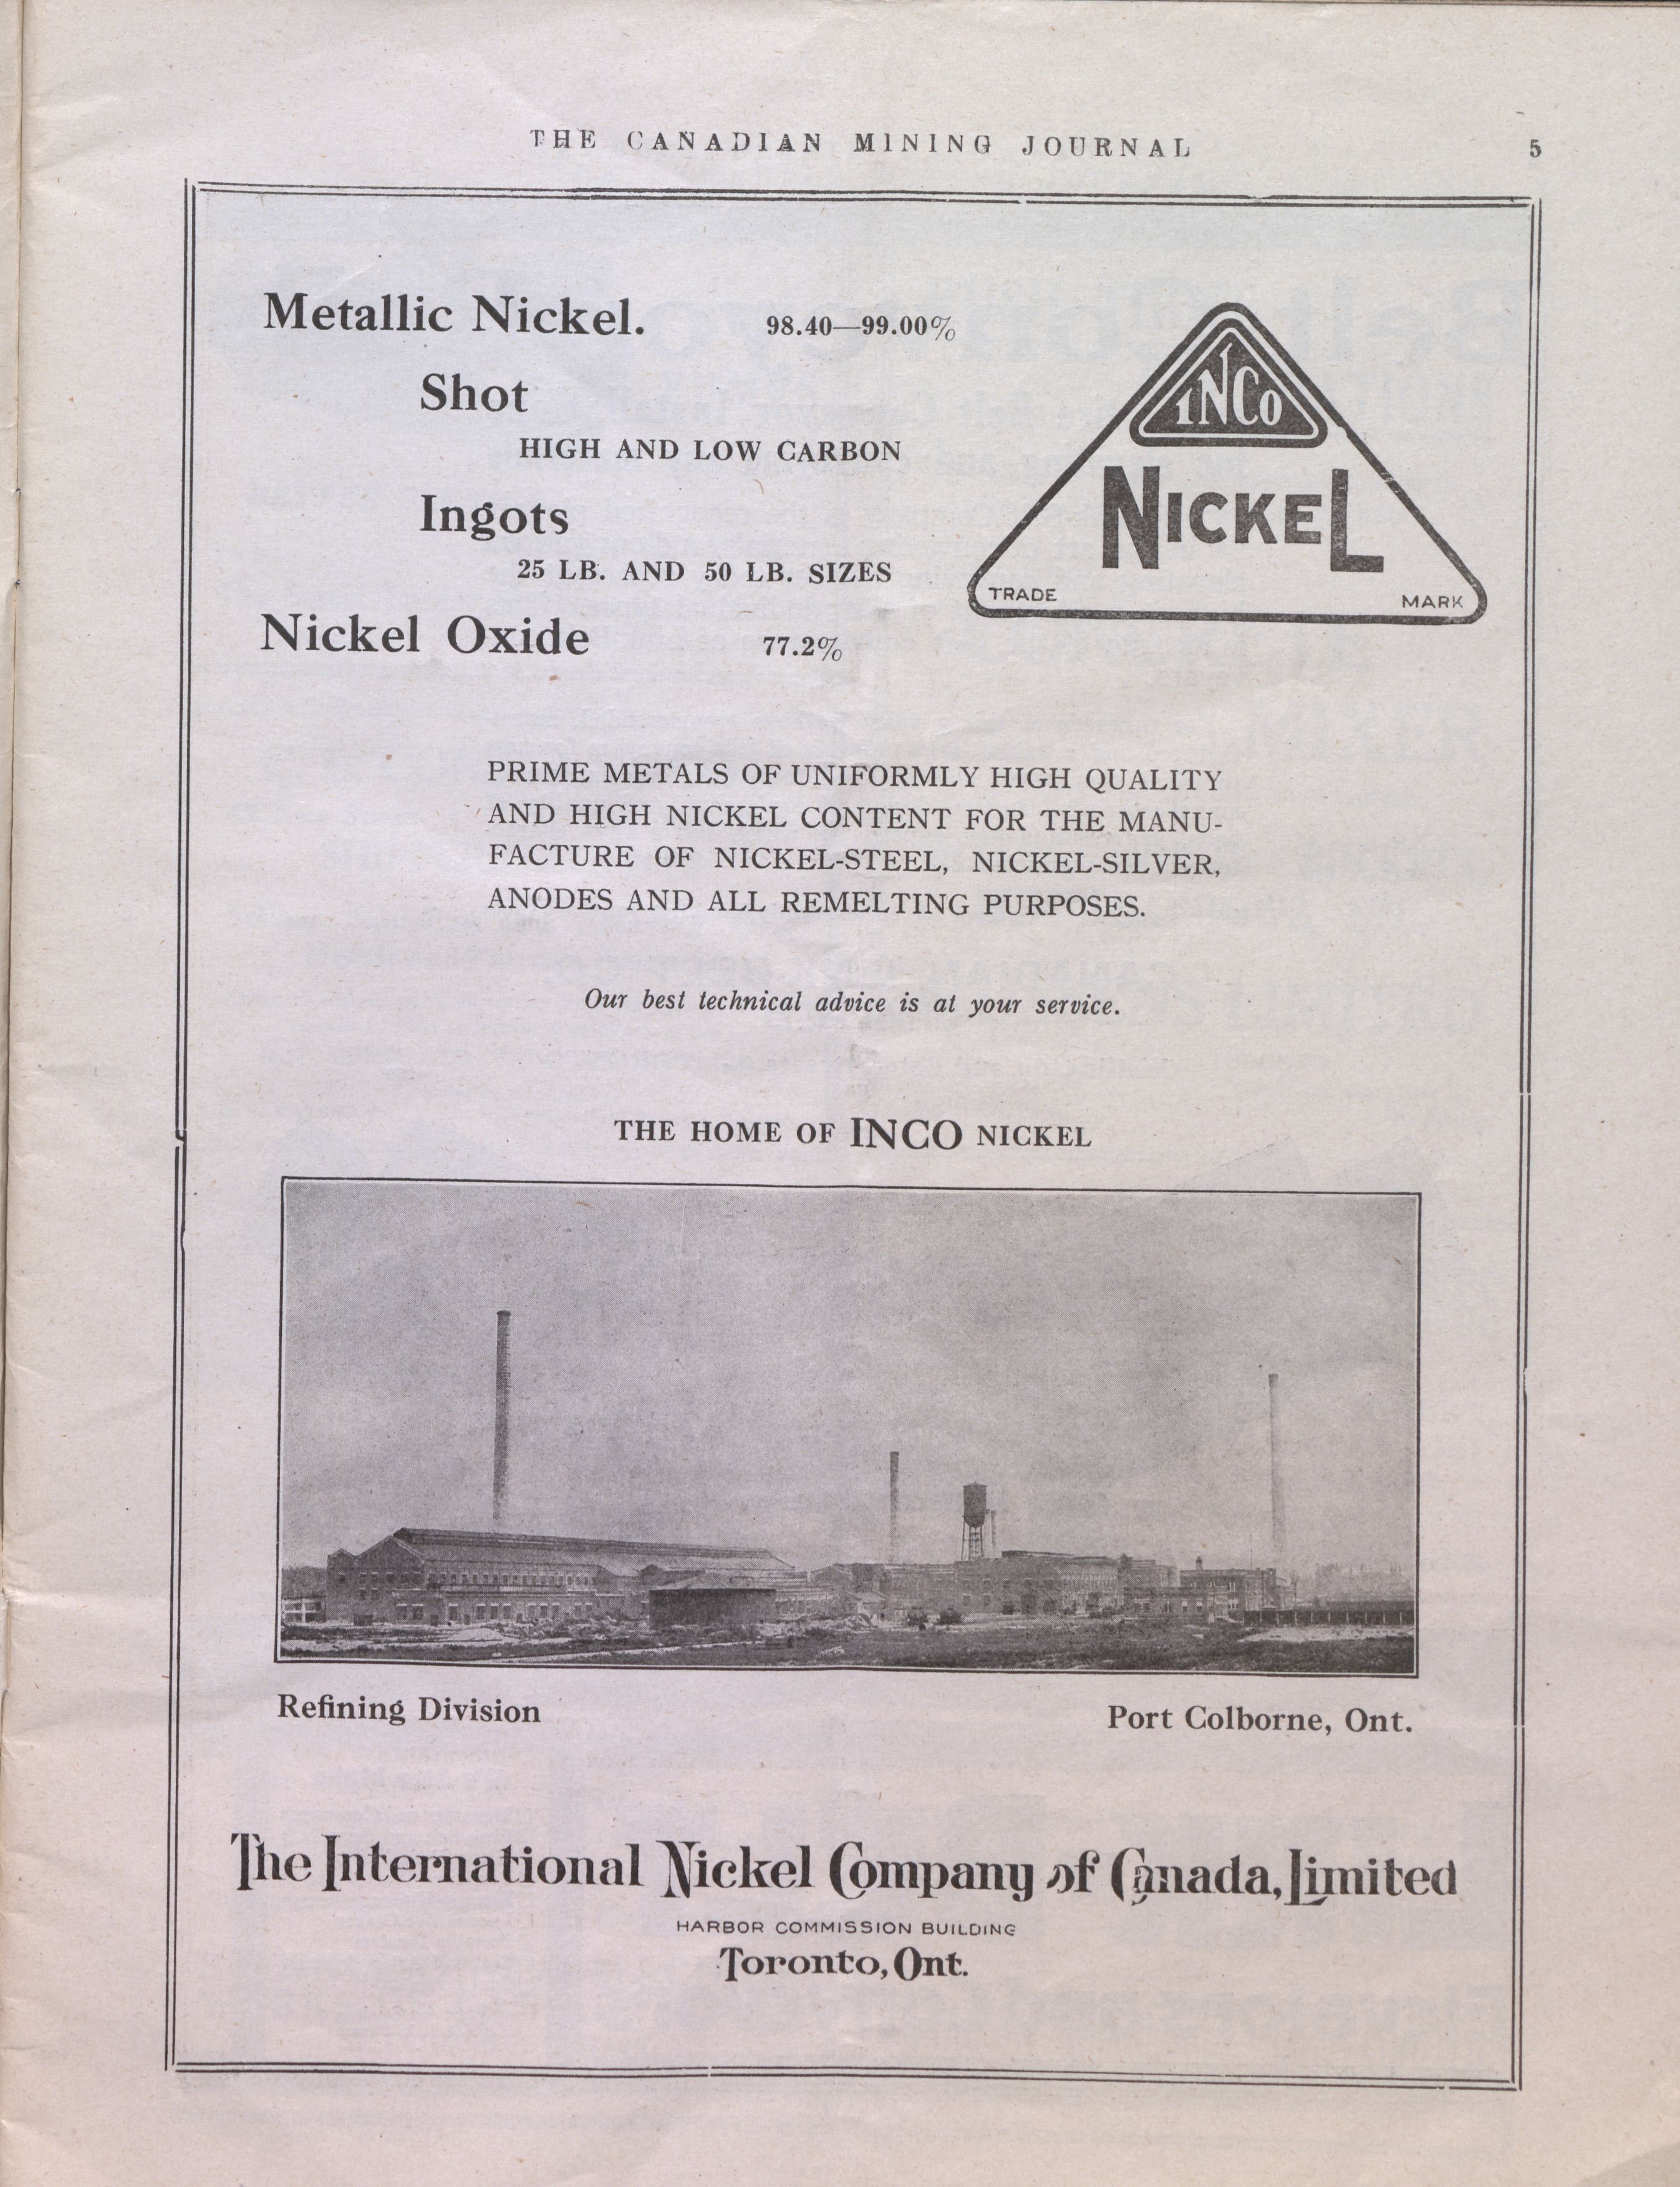 THE CANADIAN MINING JOURNAL 5
Metallic Nickel. 98.40—99.00%
Shot
HIGH AND LOW CARBON
Ingots
25 LB. AND 50 LB. SIZES
Nickel Oxide 77.2%
INCO
NICKEL
TRADE MARK
PRIME METALS OF UNIFORMLY HIGH QUALITY
AND HIGH NICKEL CONTENT FOR THE MANU-
FACTURE OF NICKEL-STEEL, NICKEL-SILVER,
ANODES AND ALL REMELTING PURPOSES.
Our best technical advice is at your service.
THE HOME OF INCO NICKEL
Refining Division Port Colborne, Ont.
The International Nickel Company of Canada, Limited
HARBOR COMMISSION BUILDING
Toronto, Ont.